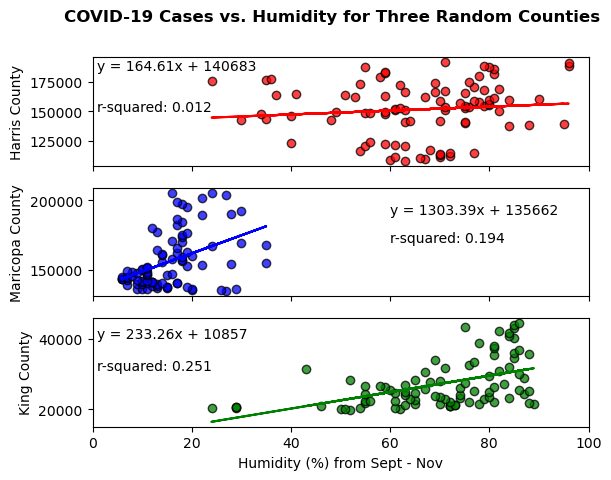 COVID-19 Cases vs. Humidity for Three Random Counties
y = 164.61x + 140683
r-squared: 0.012
175000
150000
125000
Harris County
y = 1303.39x + 135662
r-squared: 0.194
200000
150000
Maricopa County
y = 233.26x + 10857
r-squared: 0.251
40000
20000
King County
0 20 40 60 80 100
Humidity (%) from Sept - Nov